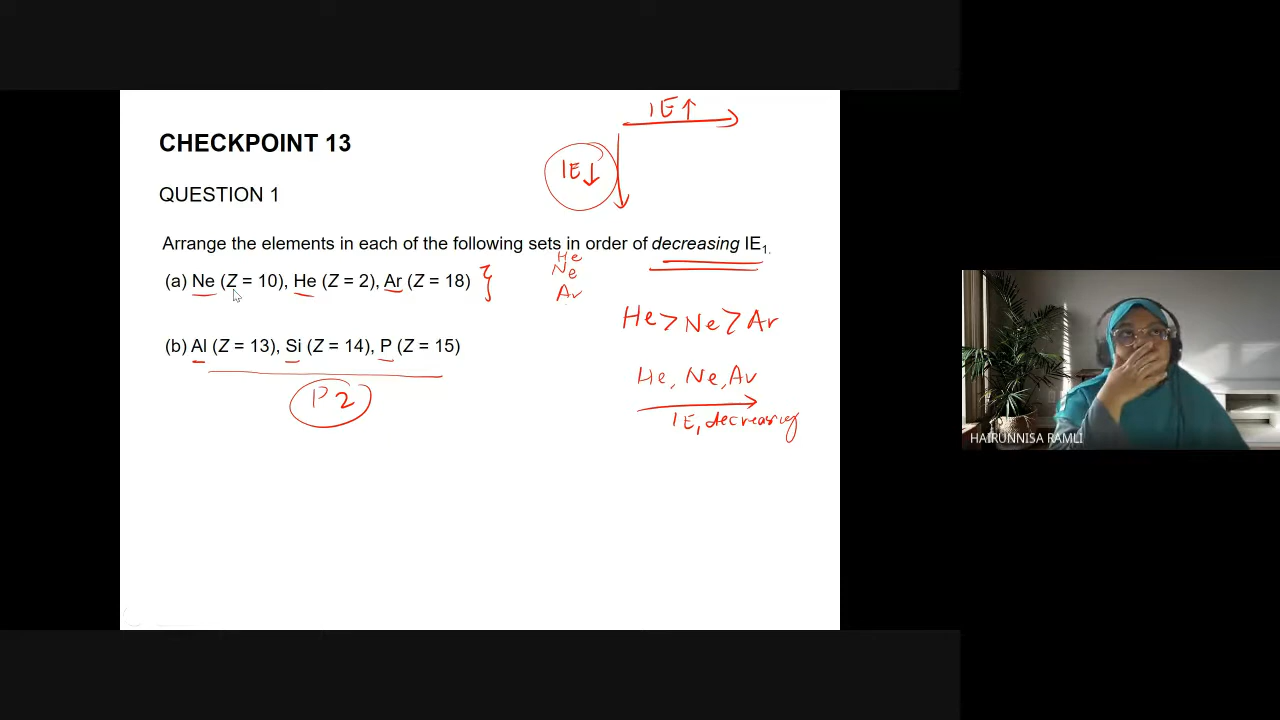 IE↑
CHECKPOINT 13
IE↓
QUESTION 1
Arrange the elements in each of the following sets in order of decreasing IE₁.
He
(a) Ne (Z = 10), He (Z = 2), Ar (Z = 18)
Ne
Ar
He > Ne > Ar
(b) Al (Z = 13), Si (Z = 14), P (Z = 15)
He, Ne, Ar
P2
IE, decreasing
HAIRUNNISA RAMLI